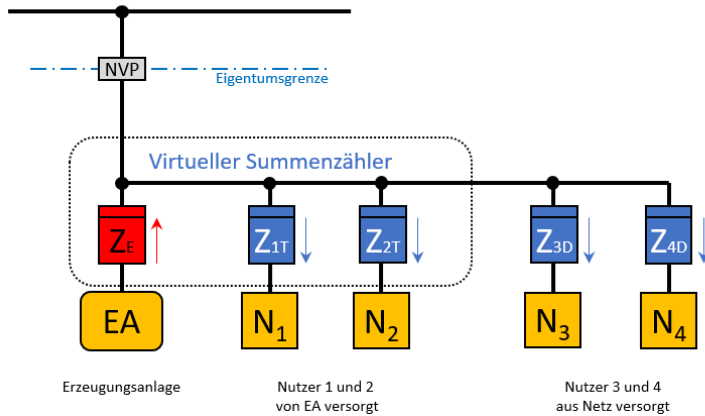 NVP
Eigentumsgrenze
Virtueller Summenzähler
ZE
Z1T
Z2T
Z3D
Z4D
EA
N1
N2
N3
N4
Erzeugungsanlage
Nutzer 1 und 2
von EA versorgt
Nutzer 3 und 4
aus Netz versorgt